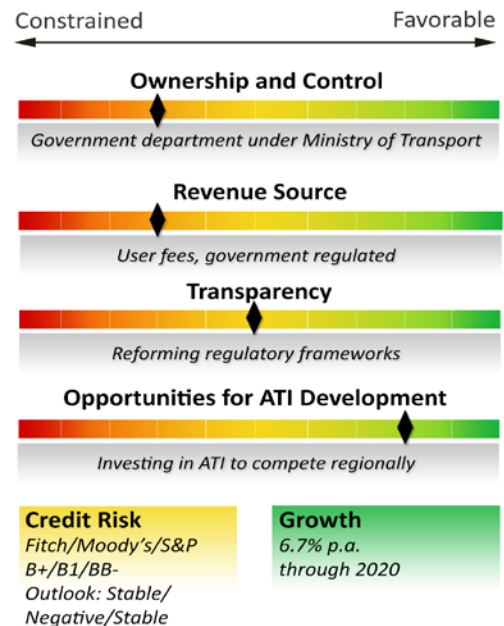 Constrained Favorable
Ownership and Control
Government department under Ministry of Transport
Revenue Source
User fees, government regulated
Transparency
Reforming regulatory frameworks
Opportunities for ATI Development
Investing in ATI to compete regionally
Credit Risk
Fitch/Moody's/S&P
B+/B1/BB-
Outlook: Stable/
Negative/Stable
Growth
6.7% p.a.
through 2020